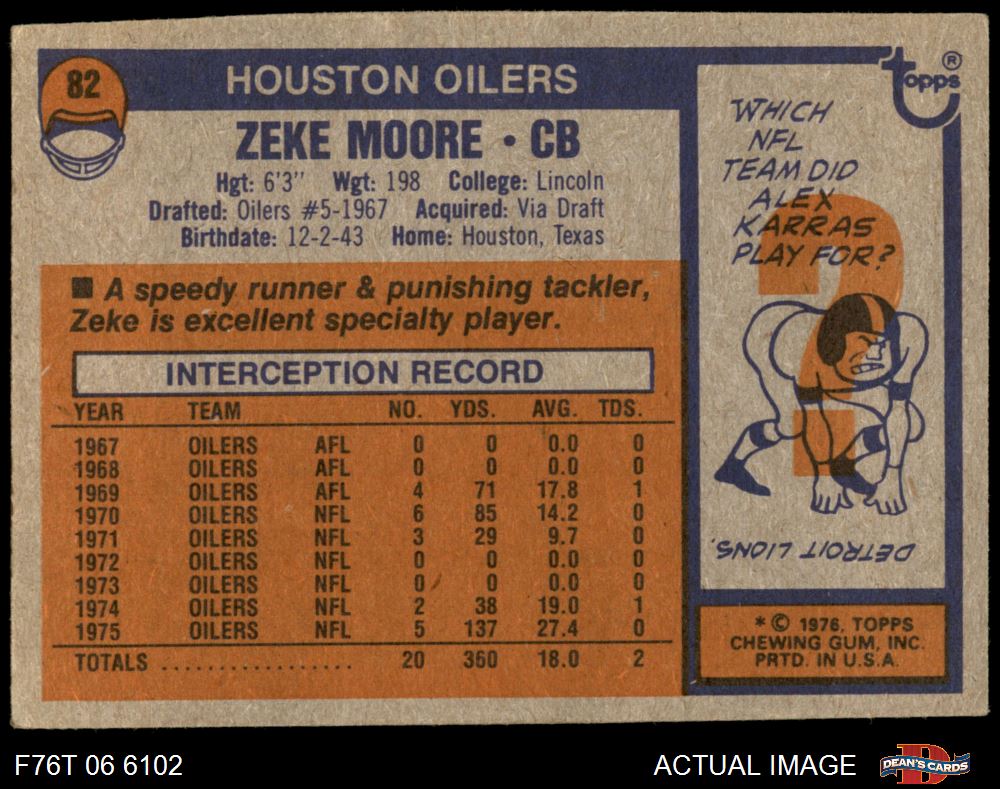 82
HOUSTON OILERS
ZEKE MOORE • CB
Hgt: 6'3" Wgt: 198 College: Lincoln
Drafted: Oilers #5-1967 Acquired: Via Draft
Birthdate: 12-2-43 Home: Houston, Texas
■ A speedy runner & punishing tackler,
Zeke is excellent specialty player.
INTERCEPTION RECORD
YEAR TEAM NO. YDS. AVG. TDS.
1967 OILERS AFL 0 0 0.0 0
1968 OILERS AFL 0 0 0.0 0
1969 OILERS AFL 4 71 17.8 1
1970 OILERS NFL 6 85 14.2 0
1971 OILERS NFL 3 29 9.7 0
1972 OILERS NFL 0 0 0.0 0
1973 OILERS NFL 0 0 0.0 0
1974 OILERS NFL 2 38 19.0 1
1975 OILERS NFL 5 137 27.4 0
TOTALS .................. 20 360 18.0 2
topps ®
WHICH
NFL
TEAM DID
ALEX
KARRAS
PLAY FOR?
?
DETROIT LIONS.
* © 1976, TOPPS
CHEWING GUM, INC.
PRTD. IN U.S.A.
F76T 06 6102
ACTUAL IMAGE
D
DEAN'S CARDS